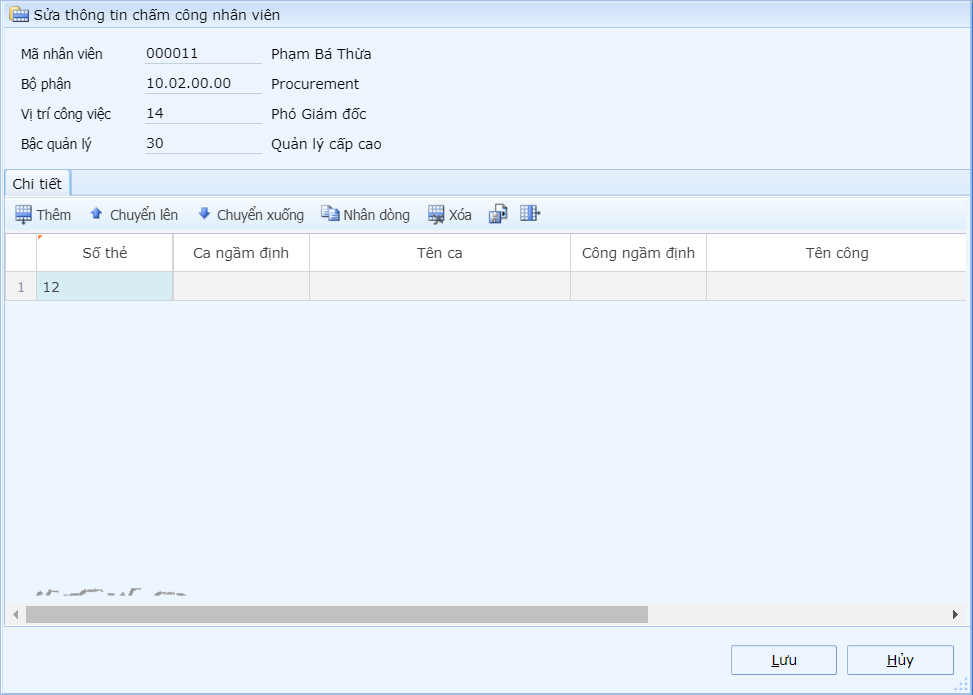 Sửa thông tin chấm công nhân viên
Mã nhân viên 000011 Phạm Bá Thừa
Bộ phận 10.02.00.00 Procurement
Vị trí công việc 14 Phó Giám đốc
Bậc quản lý 30 Quản lý cấp cao
Chi tiết
Thêm Chuyển lên Chuyển xuống Nhân dòng Xóa
Số thẻ Ca ngầm định Tên ca Công ngầm định Tên công
1 12
Lưu Hủy